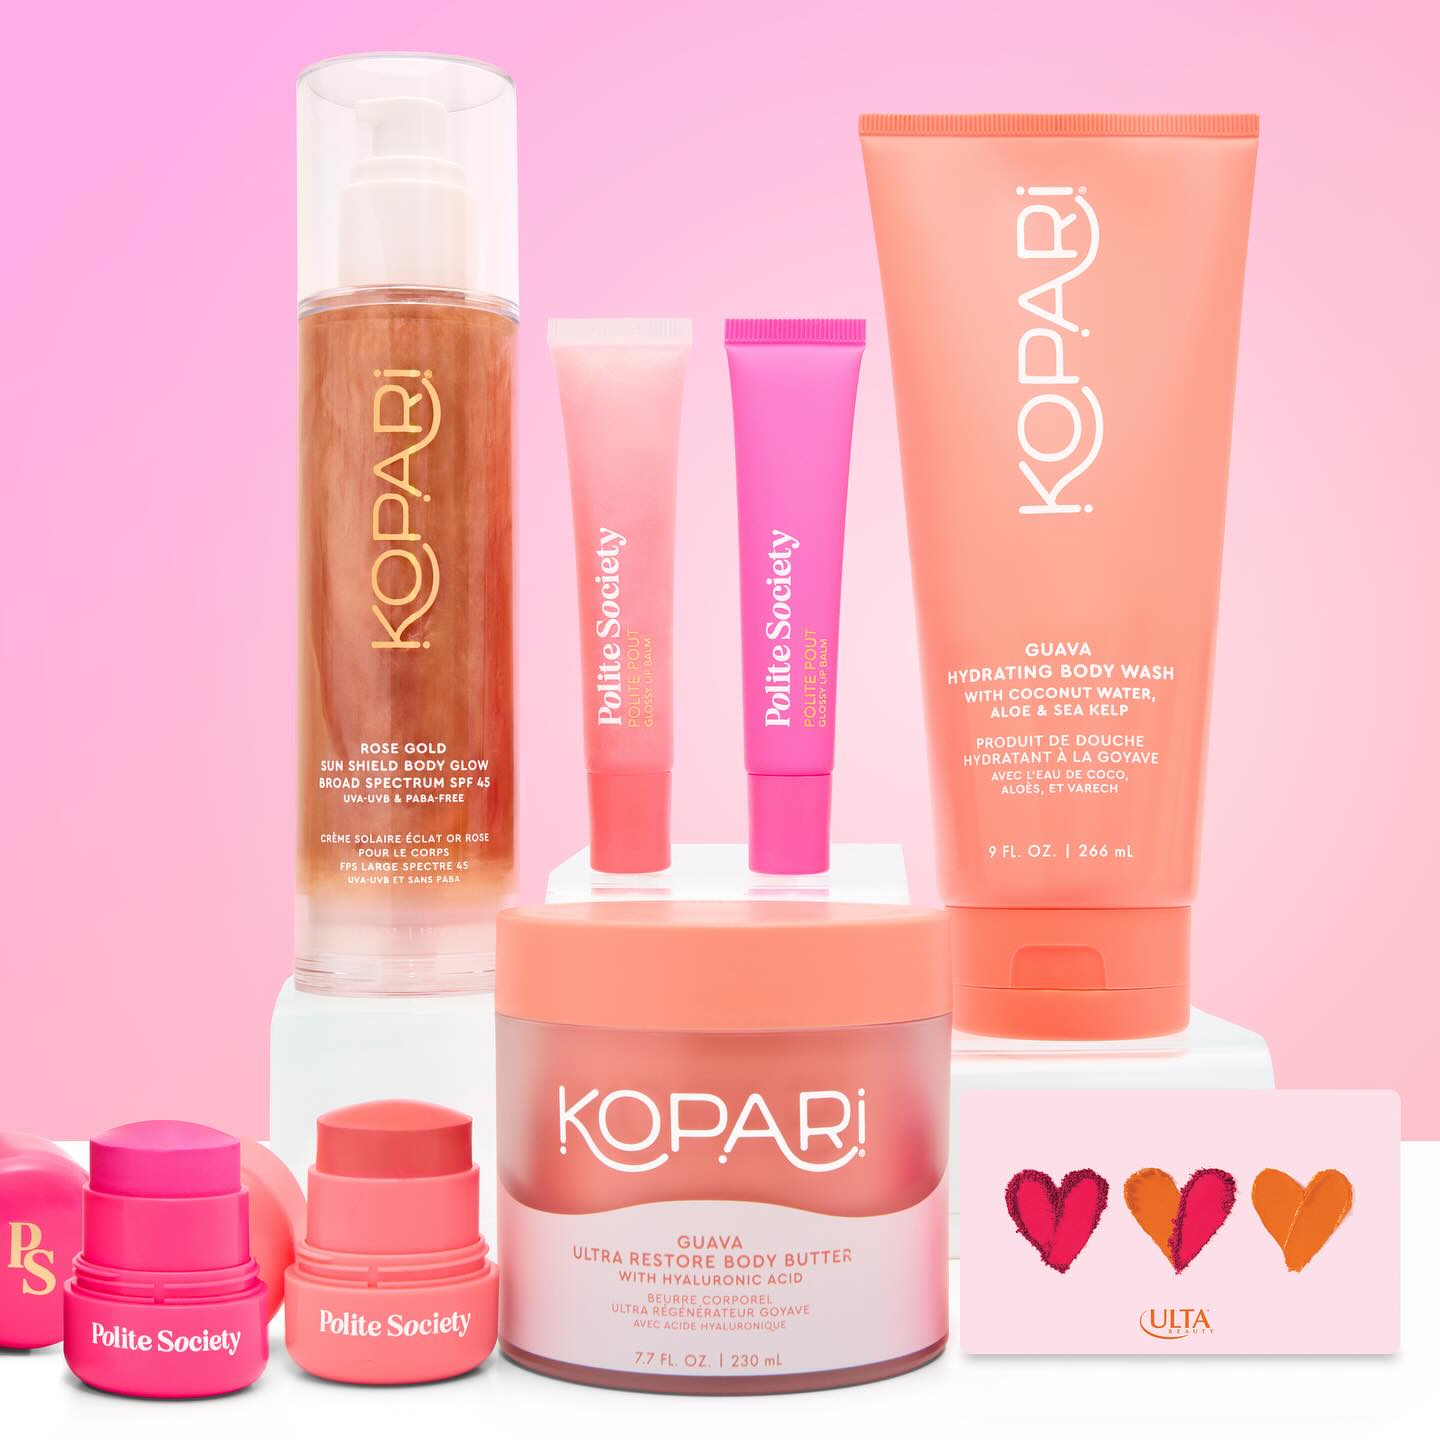 KOPARI®
ROSE GOLD
SUN SHIELD BODY GLOW
BROAD SPECTRUM SPF 45
UVA-UVB & PABA-FREE
CRÈME SOLAIRE ÉCLAT OR ROSE
POUR LE CORPS
FPS LARGE SPECTRE 45
UVA-UVB ET SANS PABA
Polite Society
POLITE POUT
GLOSSY LIP BALM
Polite Society
POLITE POUT
GLOSSY LIP BALM
KOPARI®
GUAVA
HYDRATING BODY WASH
WITH COCONUT WATER,
ALOE & SEA KELP
PRODUIT DE DOUCHE
HYDRATANT À LA GOYAVE
AVEC L'EAU DE COCO,
ALOÈS, ET VARECH
9 FL. OZ. | 266 mL
PS
Polite Society
Polite Society
KOPARI
GUAVA
ULTRA RESTORE BODY BUTTER
WITH HYALURONIC ACID
BEURRE CORPOREL
ULTRA RÉGÉNÉRATEUR GOYAVE
AVEC ACIDE HYALURONIQUE
7.7 FL. OZ. | 230 mL
ULTA
BEAUTY